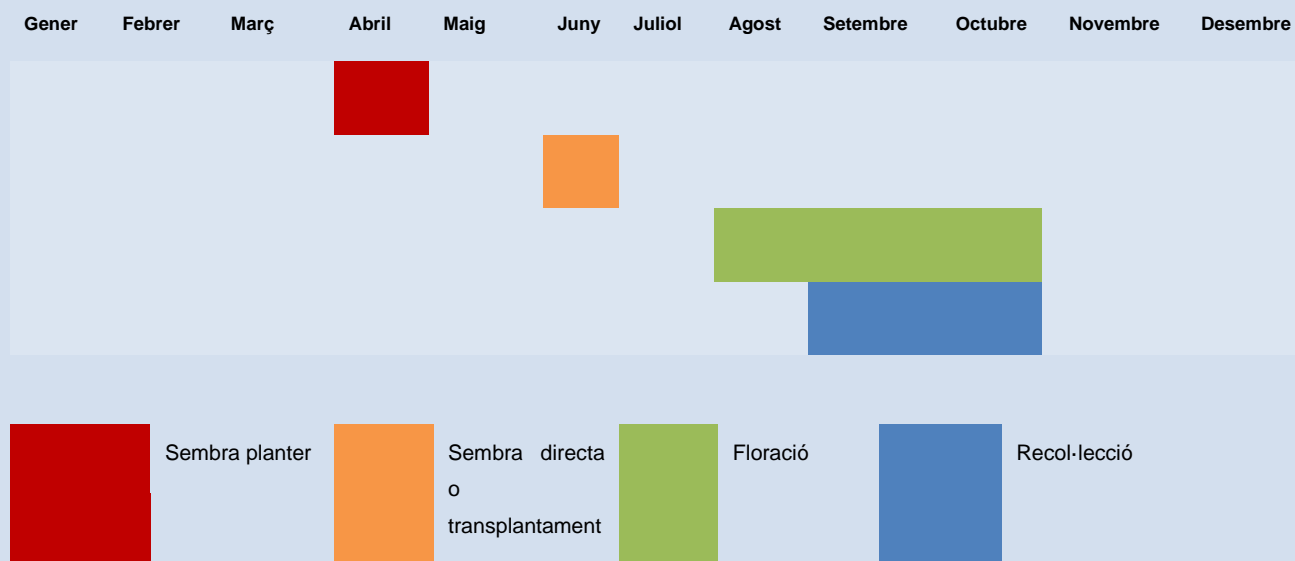 Gener Febrer Març Abril Maig Juny Juliol Agost Setembre Octubre Novembre Desembre
Sembra planter
Sembra directa
o
transplantament
Floració
Recol·lecció